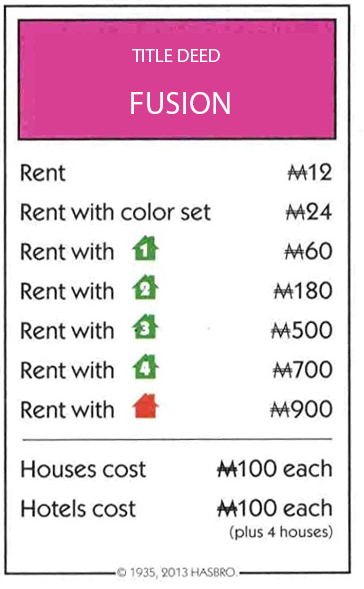 TITLE DEED
FUSION
Rent ₩12
Rent with color set ₩24
Rent with 1 ₩60
Rent with 2 ₩180
Rent with 3 ₩500
Rent with 4 ₩700
Rent with ₩900
Houses cost ₩100 each
Hotels cost ₩100 each
(plus 4 houses)
© 1935, 2013 HASBRO.